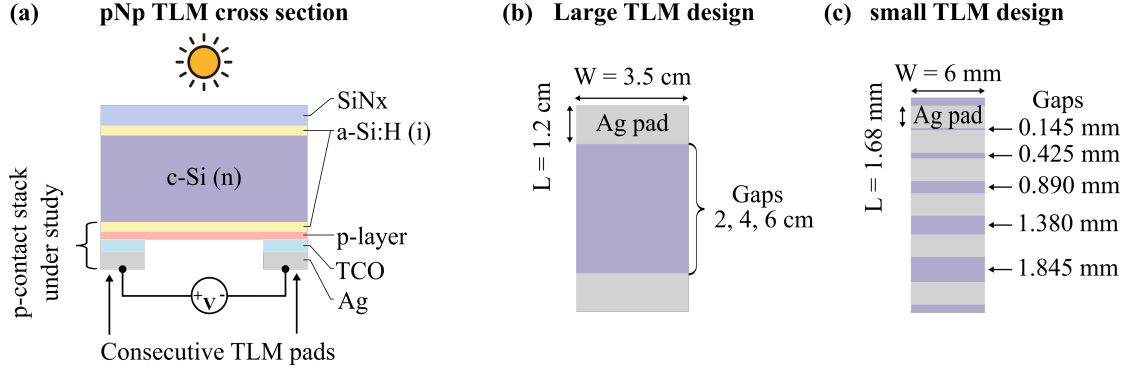 (a) pNp TLM cross section
SiNx
a-Si:H (i)
c-Si (n)
p-layer
TCO
Ag
p-contact stack
under study
+V-
Consecutive TLM pads
(b) Large TLM design
W = 3.5 cm
L = 1.2 cm
Ag pad
Gaps
2, 4, 6 cm
(c) small TLM design
W = 6 mm
L = 1.68 mm
Ag pad
Gaps
0.145 mm
0.425 mm
0.890 mm
1.380 mm
1.845 mm